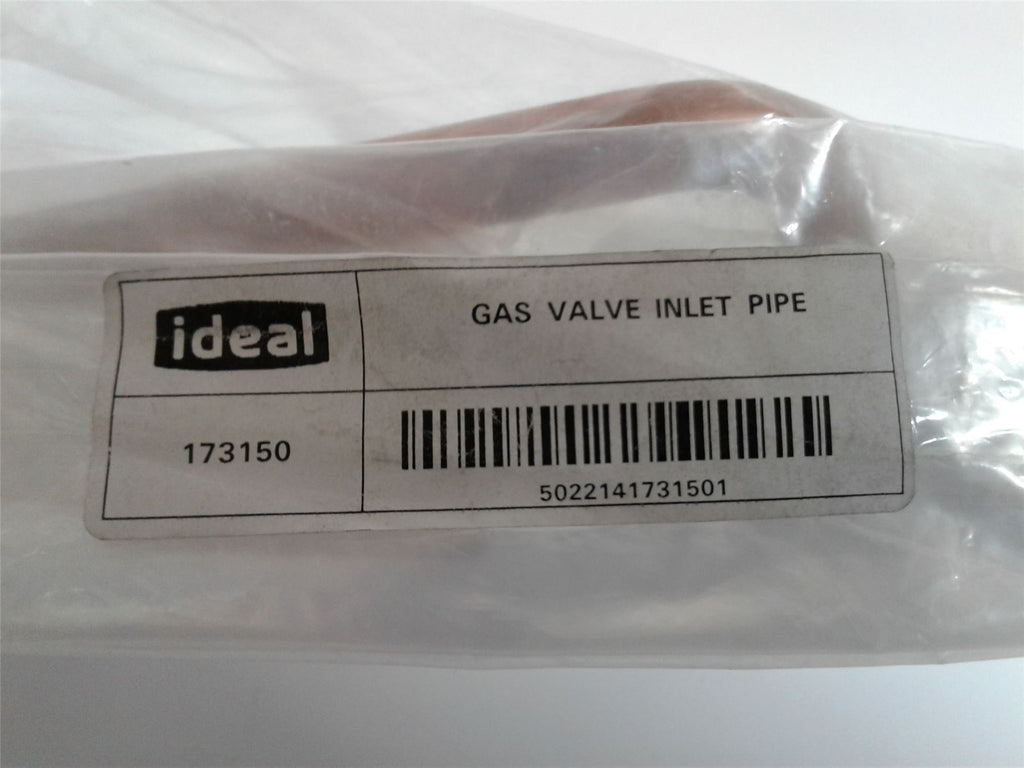 ideal
GAS VALVE INLET PIPE
173150
5022141731501